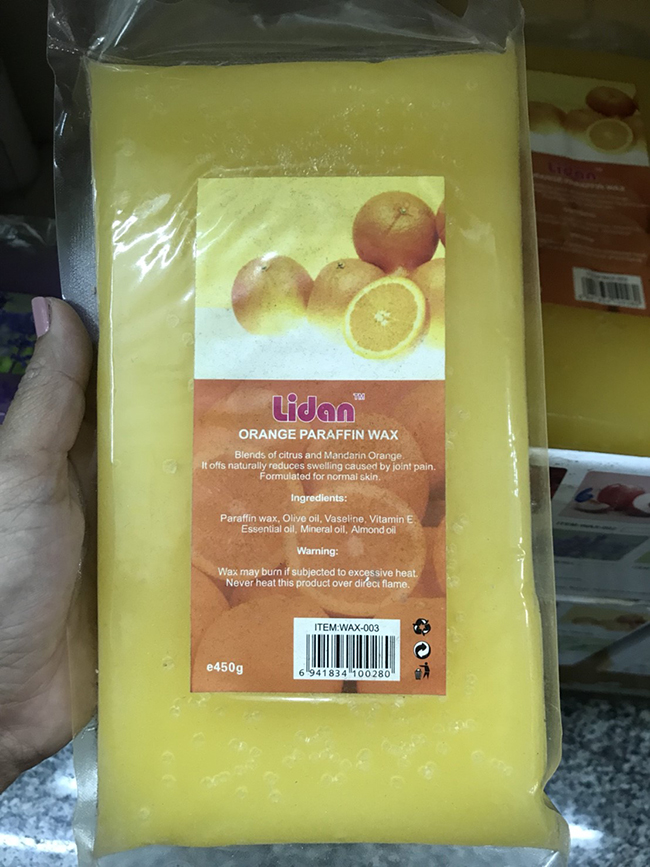 Lidan™
ORANGE PARAFFIN WAX
Blends of citrus and Mandarin Orange.
It offs naturally reduces swelling caused by joint pain.
Formulated for normal skin.
Ingredients:
Paraffin wax, Olive oil, Vaseline, Vitamin E
Essential oil, Mineral oil, Almond oil
Warning:
Wax may burn if subjected to excessive heat.
Never heat this product over direct flame.
ITEM:WAX-003
6 941834 100280
e450g
Lidan
PARAFFIN WAX